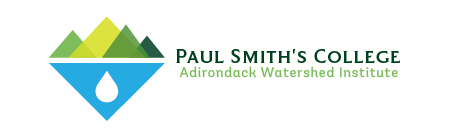 Paul Smith's College
Adirondack Watershed Institute